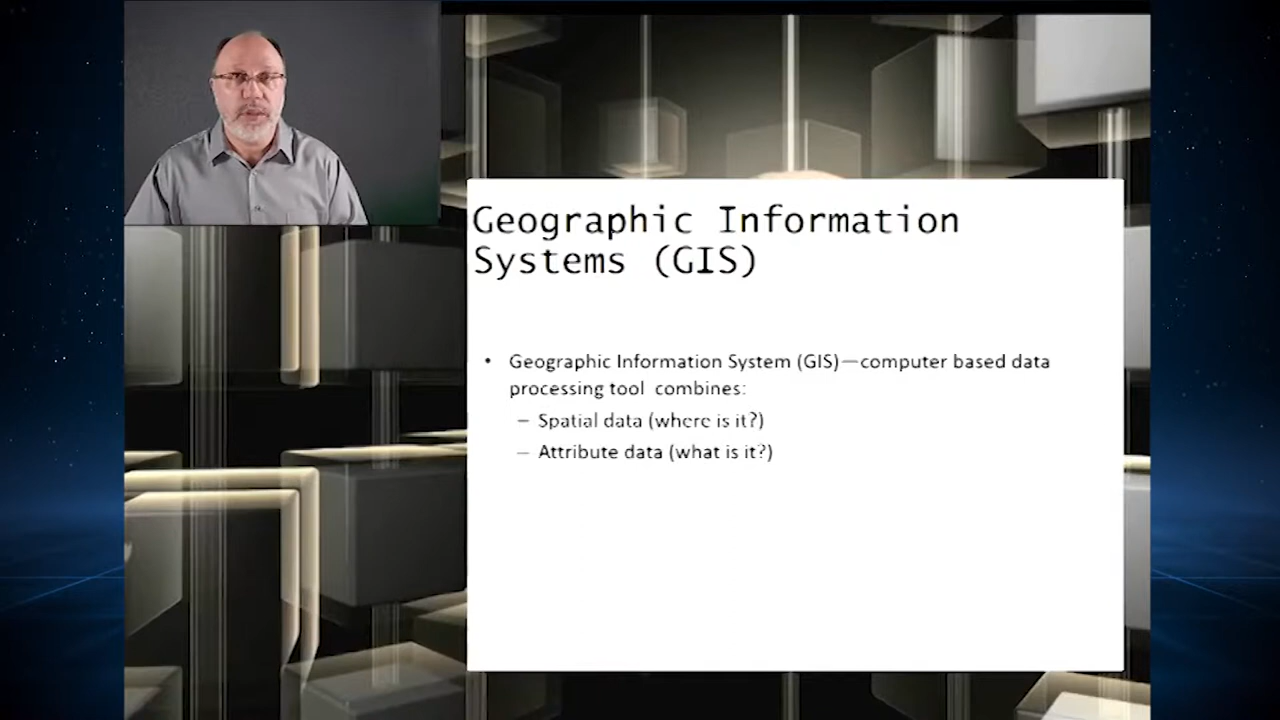 Geographic Information
Systems (GIS)
• Geographic Information System (GIS)—computer based data
processing tool combines:
– Spatial data (where is it?)
– Attribute data (what is it?)